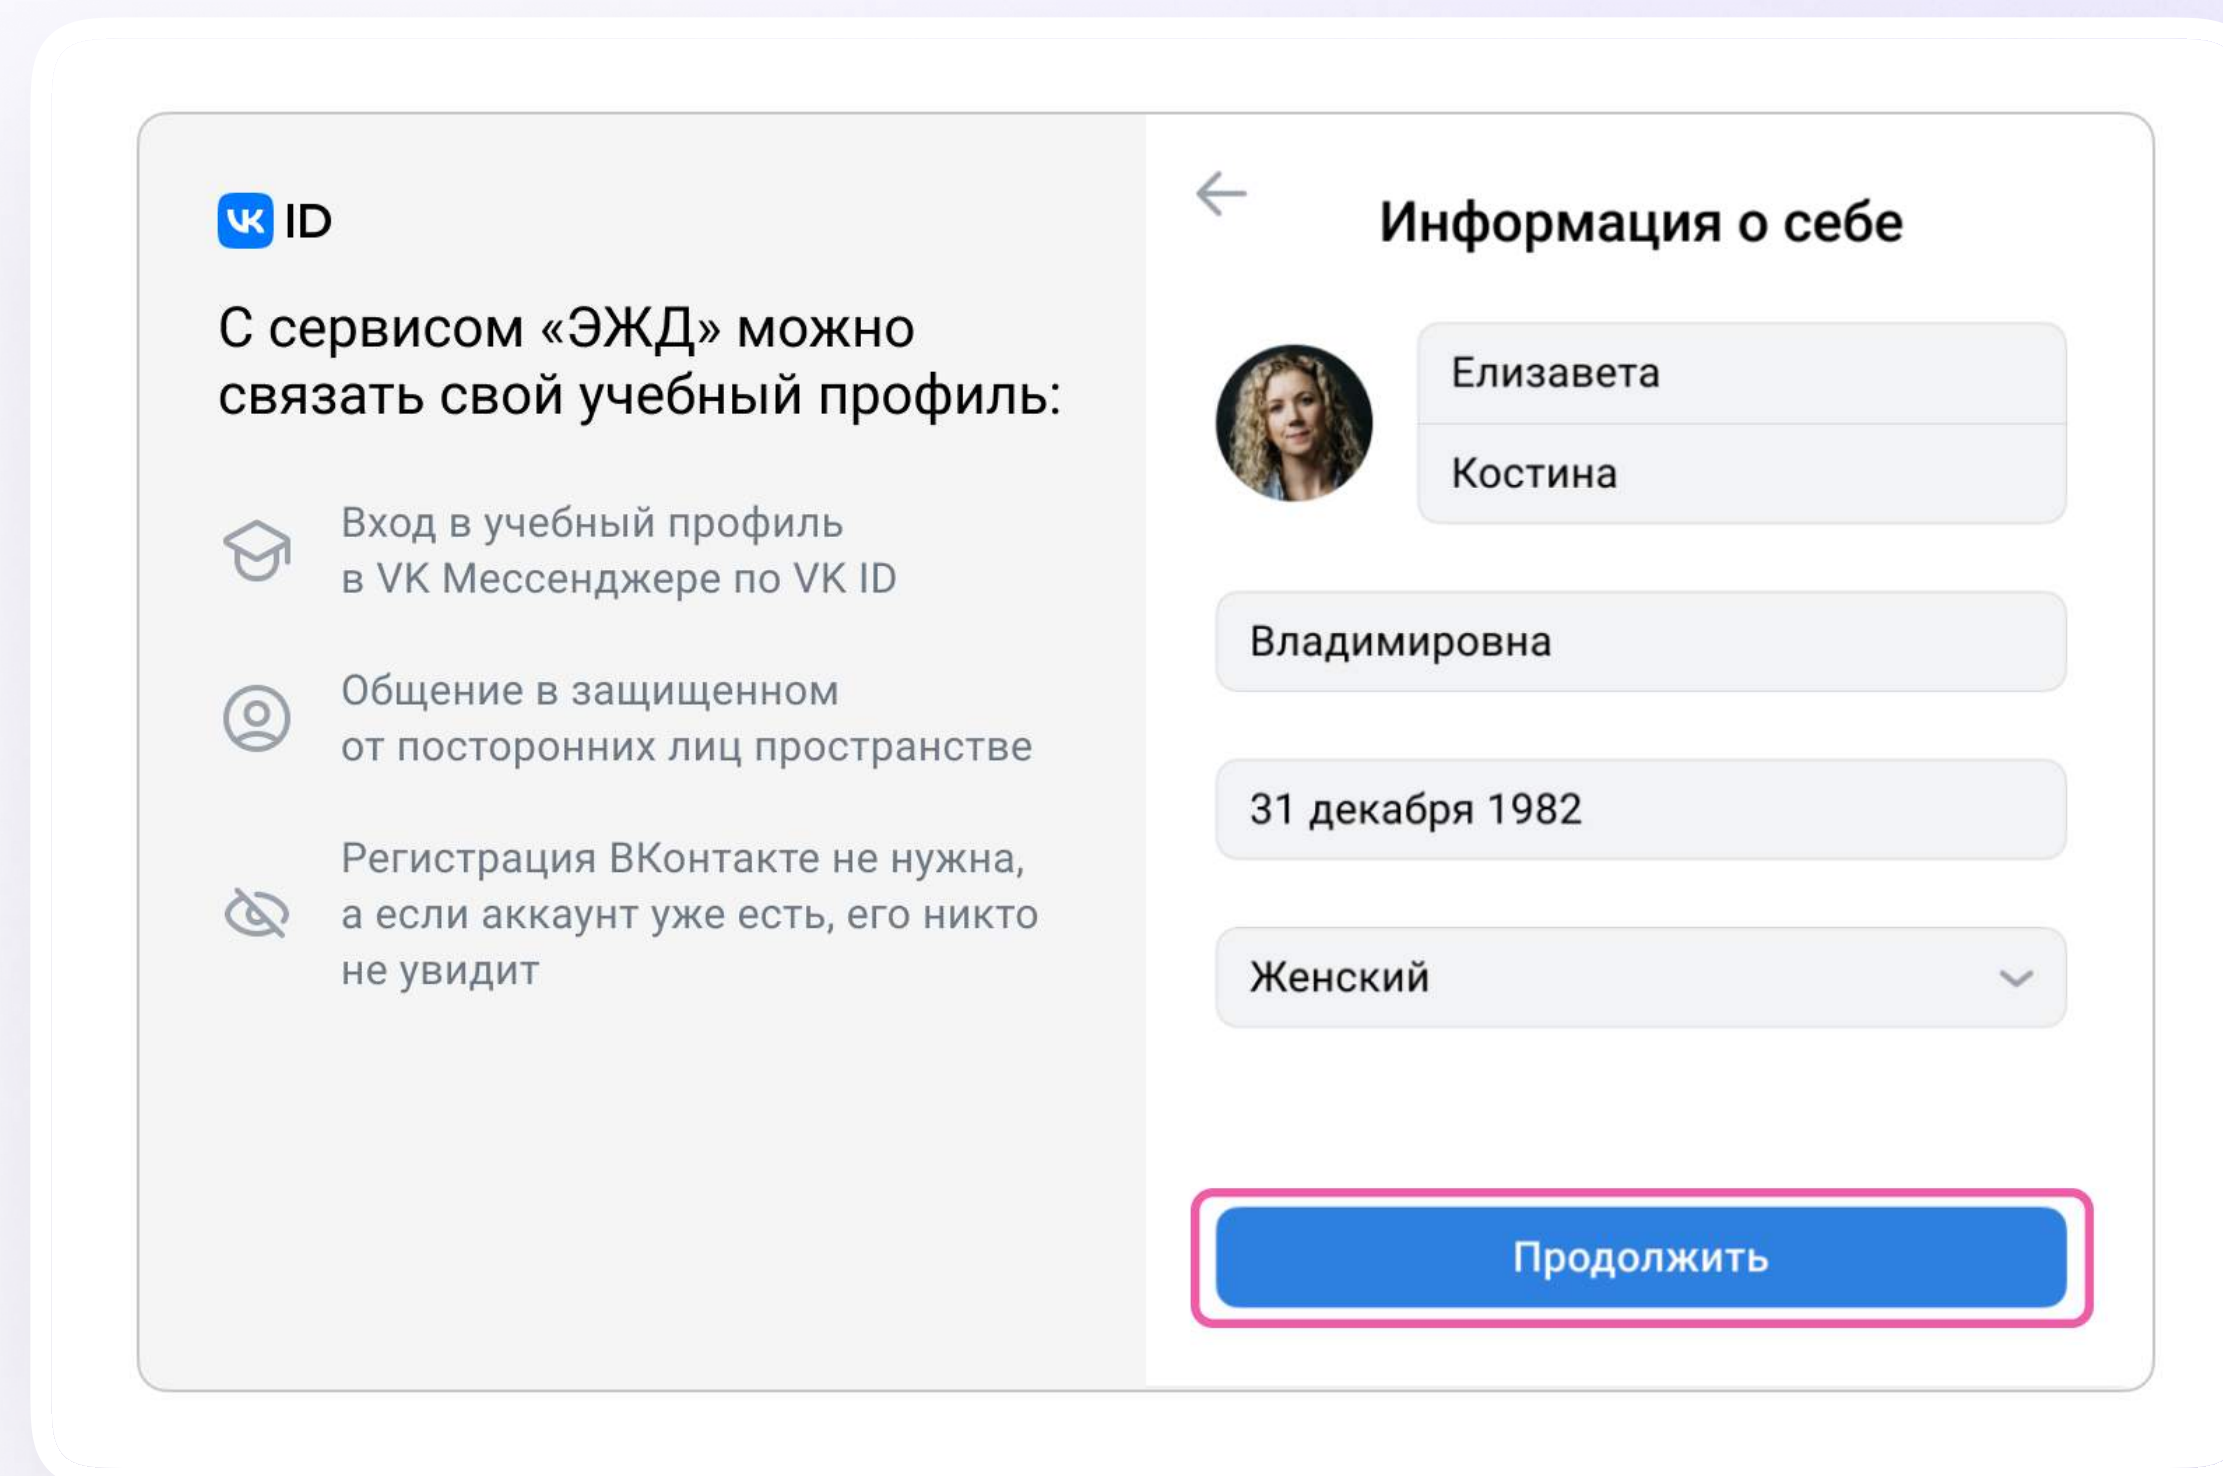 VK ID
С сервисом «ЭЖД» можно
связать свой учебный профиль:
Вход в учебный профиль
в VK Мессенджере по VK ID
Общение в защищенном
от посторонних лиц пространстве
Регистрация ВКонтакте не нужна,
а если аккаунт уже есть, его никто
не увидит
Информация о себе
Елизавета
Костина
Владимировна
31 декабря 1982
Женский
Продолжить